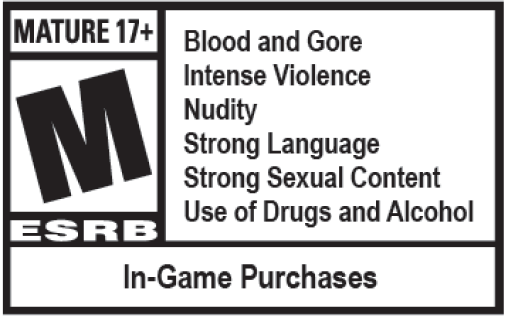 MATURE 17+
M
ESRB
Blood and Gore
Intense Violence
Nudity
Strong Language
Strong Sexual Content
Use of Drugs and Alcohol
In-Game Purchases